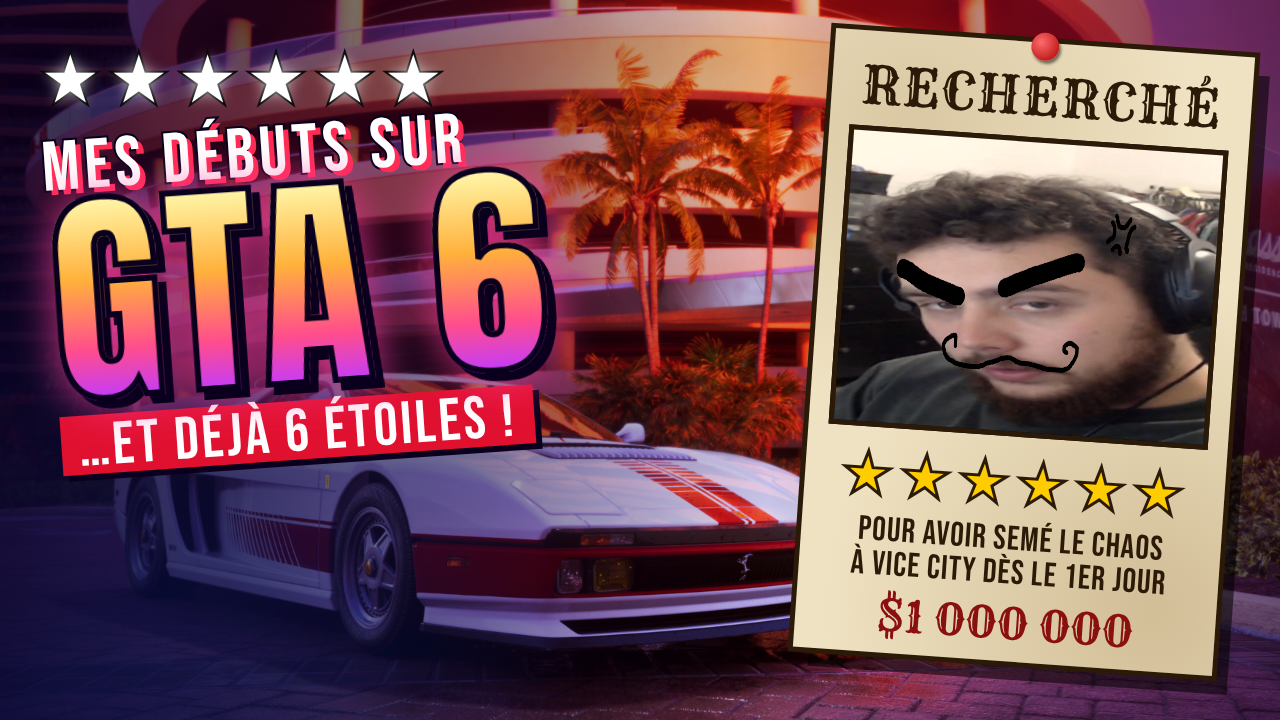 MES DÉBUTS SUR
GTA 6
...ET DÉJÀ 6 ÉTOILES !
RECHERCHÉ
POUR AVOIR SEMÉ LE CHAOS
À VICE CITY DÈS LE 1ER JOUR
$1 000 000